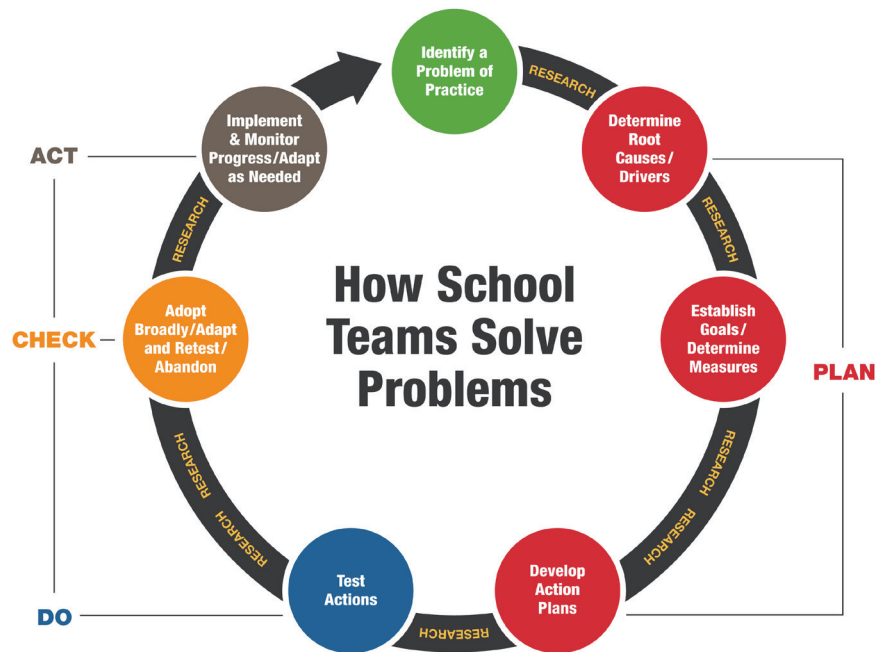 Identify a
Problem of
Practice
RESEARCH
Determine
Root
Causes/
Drivers
RESEARCH
Establish
Goals/
Determine
Measures
RESEARCH
RESEARCH
Develop
Action
Plans
RESEARCH
Test
Actions
RESEARCH
RESEARCH
Adopt
Broadly/Adapt
and Retest/
Abandon
RESEARCH
Implement
& Monitor
Progress/Adapt
as Needed
How School
Teams Solve
Problems
PLAN
DO
CHECK
ACT